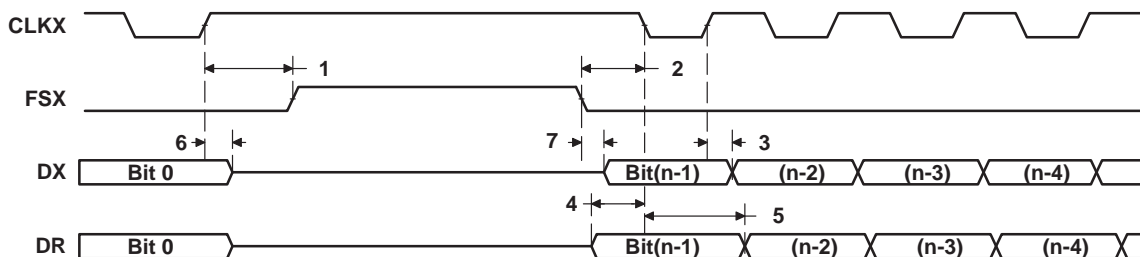 CLKX
1 2
FSX
6 7 3
DX Bit 0 Bit(n-1) (n-2) (n-3) (n-4)
4 5
DR Bit 0 Bit(n-1) (n-2) (n-3) (n-4)